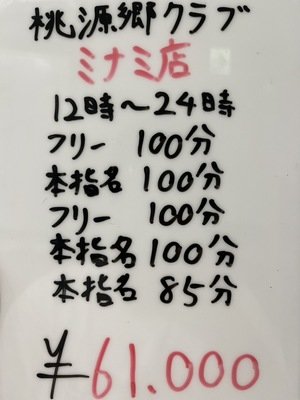 桃源郷クラブ
ミナミ店
12時〜24時
フリー 100分
本指名 100分
フリー 100分
本指名 100分
本指名 85分
¥61.000